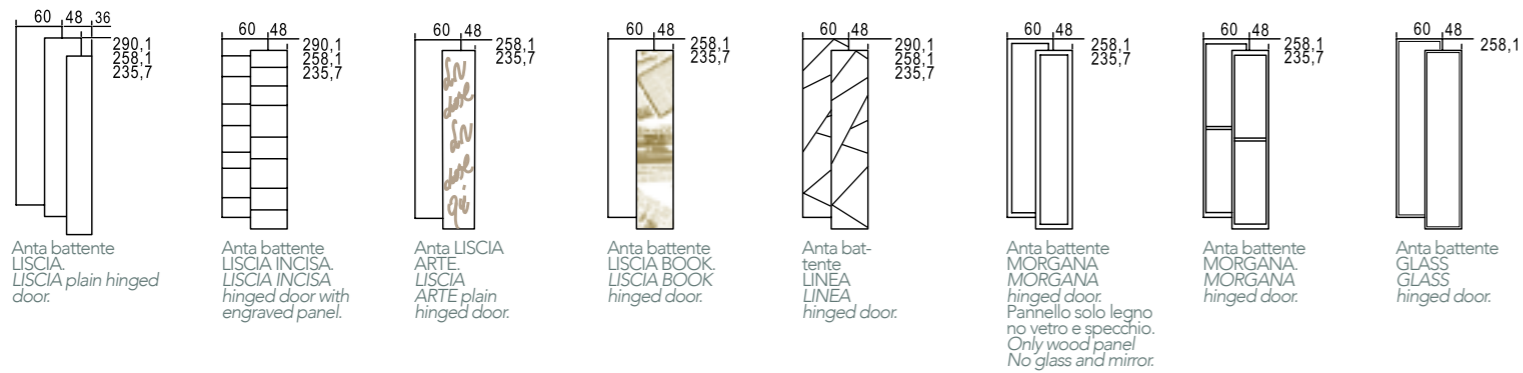 60 48 36
290,1
258,1
235,7
Anta battente
LISCIA.
LISCIA plain hinged
door.
60 48
290,1
258,1
235,7
Anta battente
LISCIA INCISA.
LISCIA INCISA
hinged door with
engraved panel.
60 48
258,1
235,7
Anta LISCIA
ARTE.
LISCIA
ARTE plain
hinged door.
60 48
258,1
235,7
Anta battente
LISCIA BOOK.
LISCIA BOOK
hinged door.
60 48
290,1
258,1
235,7
Anta bat-
tente
LINEA
LINEA
hinged door.
60 48
258,1
235,7
Anta battente
MORGANA
MORGANA
hinged door.
Pannello solo legno
no vetro e specchio.
Only wood panel
No glass and mirror.
60 48
258,1
235,7
Anta battente
MORGANA.
MORGANA
hinged door.
60 48
258,1
Anta battente
GLASS
GLASS
hinged door.